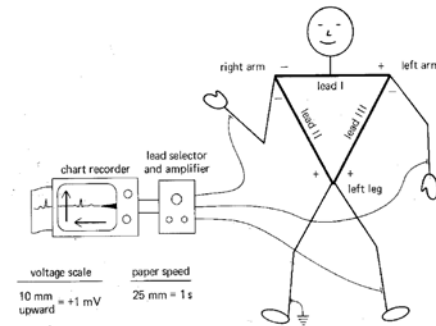 right arm
left arm
− +
lead I
− −
lead II
lead III
+ +
left leg
chart recorder
lead selector
and amplifier
voltage scale
10 mm
upward = +1 mV
paper speed
25 mm = 1 s